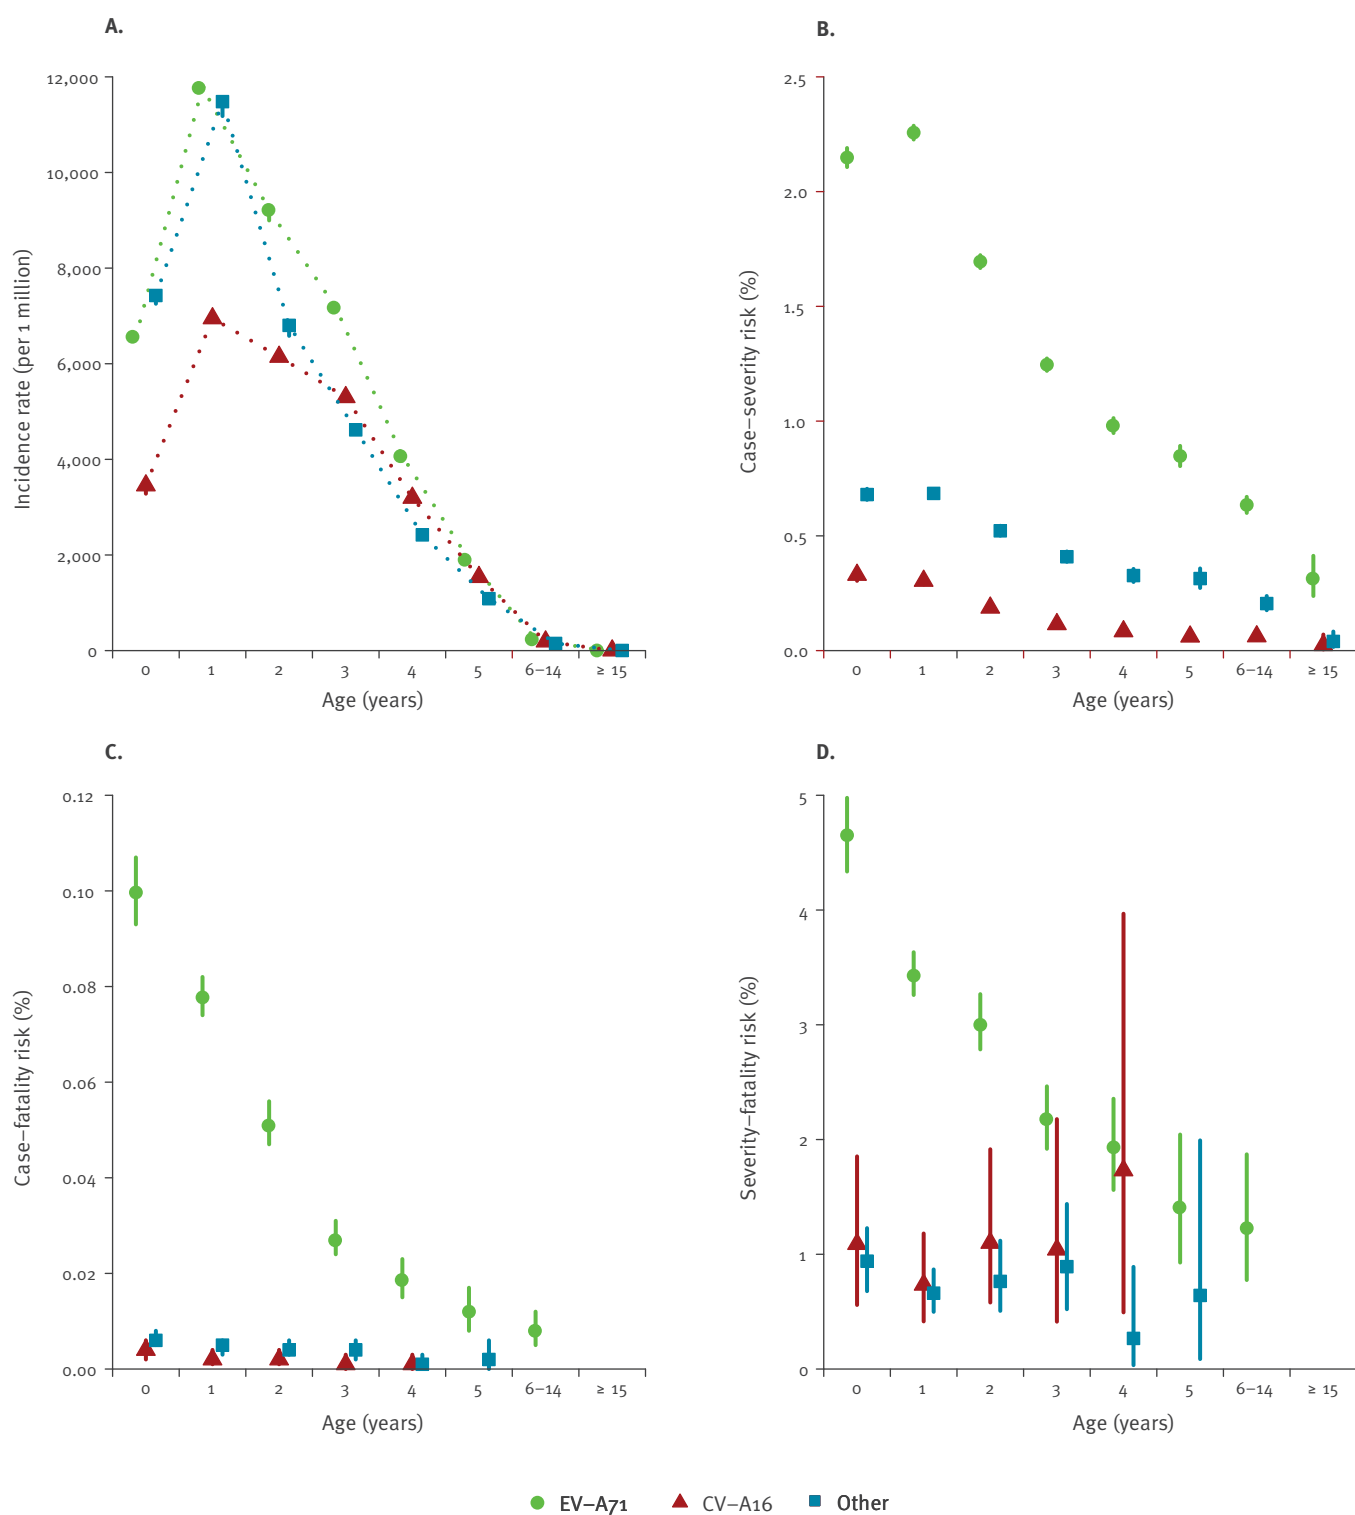 A.
Incidence rate (per 1 million)
12,000
10,000
8,000
6,000
4,000
2,000
0
0 1 2 3 4 5 6–14 ≥ 15
Age (years)
B.
Case–severity risk (%)
2.5
2.0
1.5
1.0
0.5
0.0
0 1 2 3 4 5 6–14 ≥ 15
Age (years)
C.
Case–fatality risk (%)
0.12
0.10
0.08
0.06
0.04
0.02
0.00
0 1 2 3 4 5 6–14 ≥ 15
Age (years)
D.
Severity–fatality risk (%)
5
4
3
2
1
0
0 1 2 3 4 5 6–14 ≥ 15
Age (years)
EV–A71 CV–A16 Other